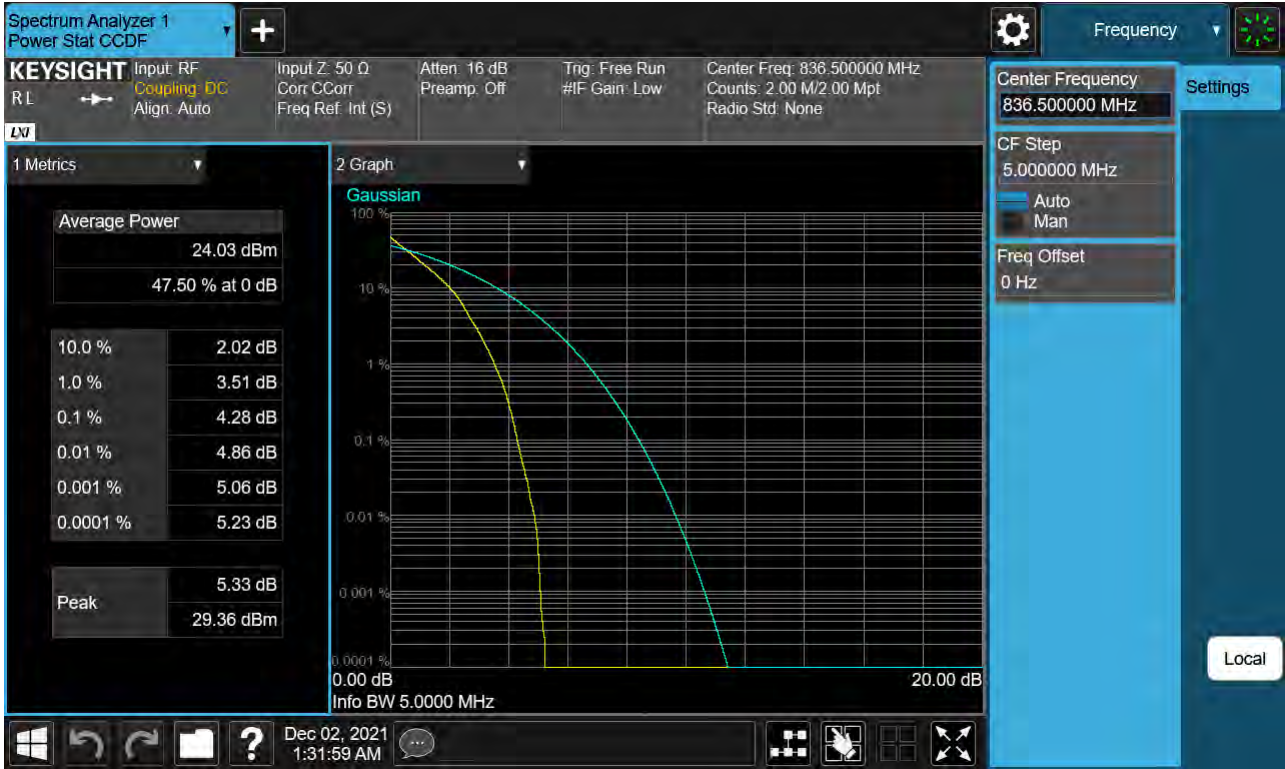 Spectrum Analyzer 1
Power Stat CCDF
Frequency
KEYSIGHT
R L
LXI
Input: RF
Coupling: DC
Align: Auto
Input Z: 50 Ω
Corr CCorr
Freq Ref: Int (S)
Atten: 16 dB
Preamp: Off
Trig: Free Run
#IF Gain: Low
Center Freq: 836.500000 MHz
Counts: 2.00 M/2.00 Mpt
Radio Std: None
Center Frequency
836.500000 MHz
Settings
CF Step
5.000000 MHz
Auto
Man
Freq Offset
0 Hz
1 Metrics
Average Power
24.03 dBm
47.50 % at 0 dB
10.0 % 2.02 dB
1.0 % 3.51 dB
0.1 % 4.28 dB
0.01 % 4.86 dB
0.001 % 5.06 dB
0.0001 % 5.23 dB
Peak
5.33 dB
29.36 dBm
2 Graph
Gaussian
100 %
10 %
1 %
0.1 %
0.01 %
0.001 %
0.0001 %
0.00 dB 20.00 dB
Info BW 5.0000 MHz
Local
?
Dec 02, 2021
1:31:59 AM